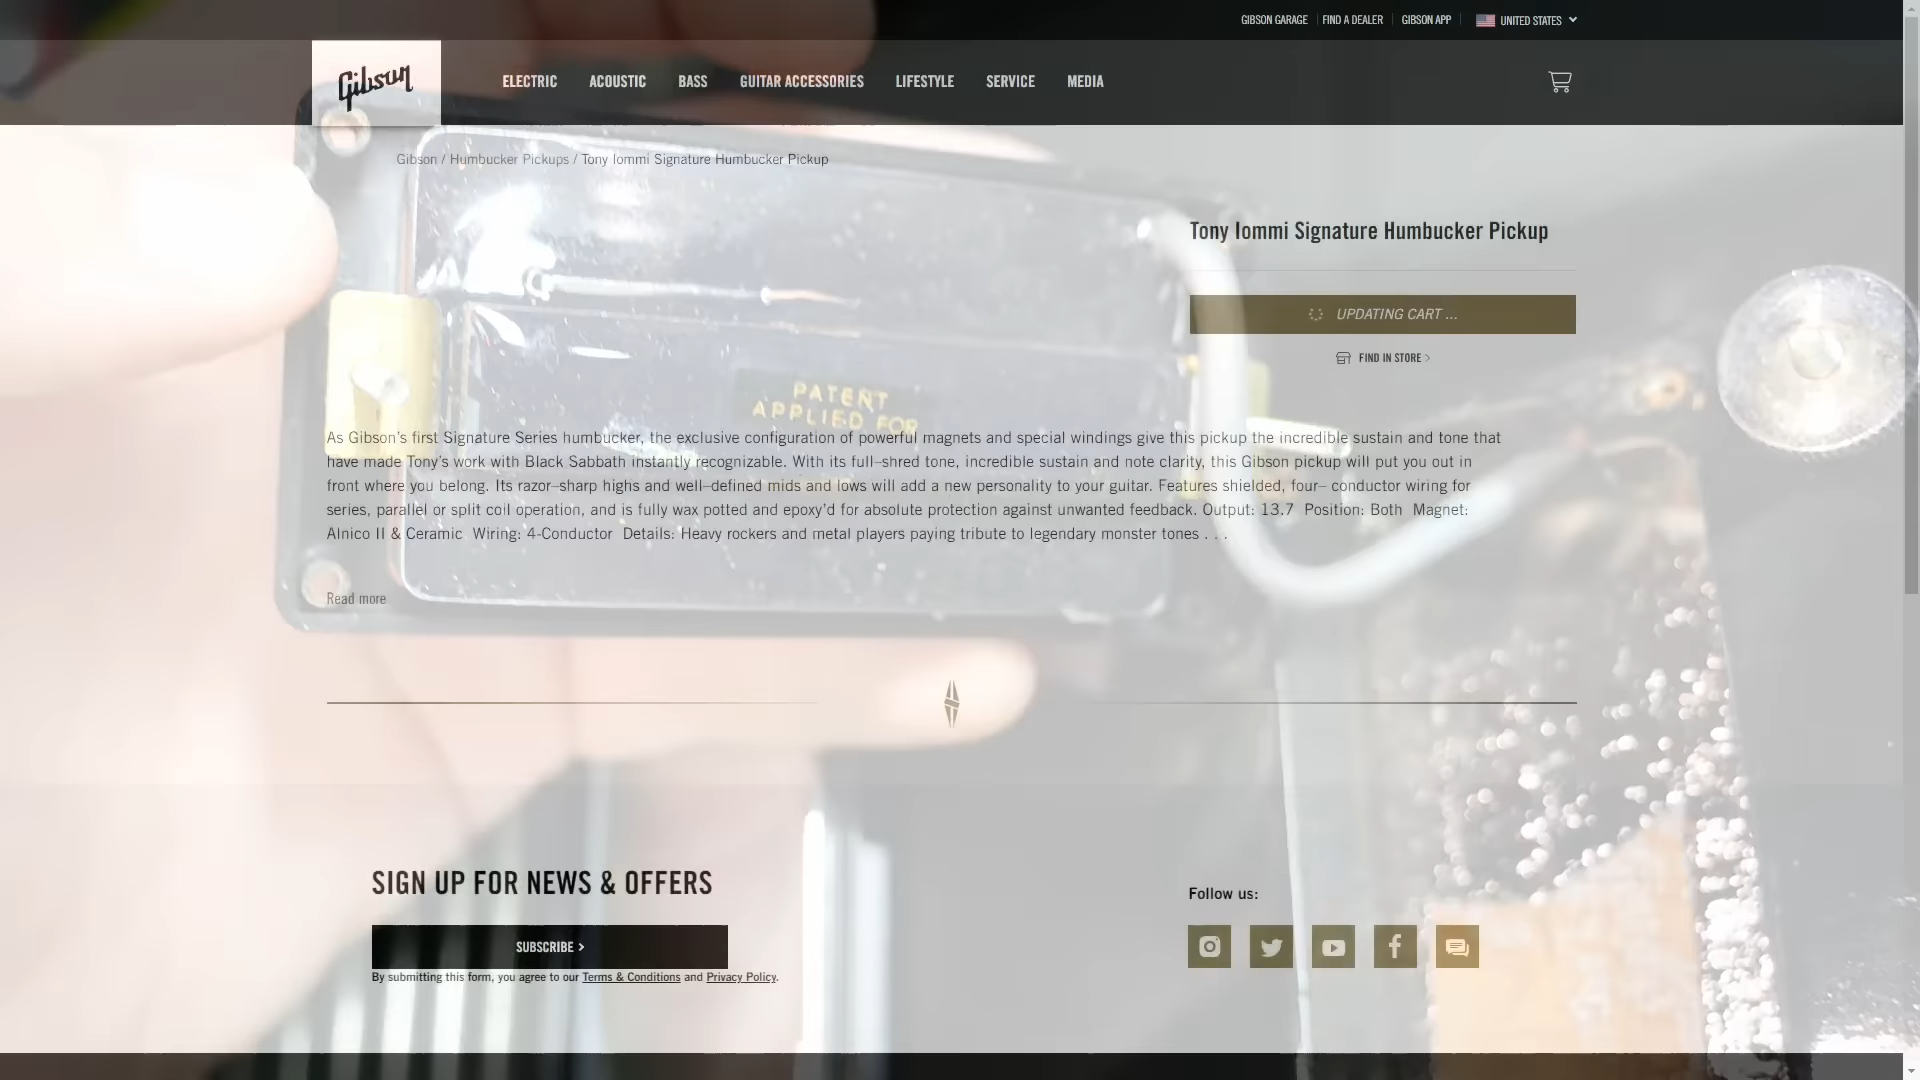 GIBSON GARAGE FIND A DEALER GIBSON APP UNITED STATES
Gibson
ELECTRIC ACOUSTIC BASS GUITAR ACCESSORIES LIFESTYLE SERVICE MEDIA
Gibson / Humbucker Pickups / Tony Iommi Signature Humbucker Pickup
Tony Iommi Signature Humbucker Pickup
UPDATING CART ...
FIND IN STORE
PATENT
APPLIED FOR
As Gibson's first Signature Series humbucker, the exclusive configuration of powerful magnets and special windings give this pickup the incredible sustain and tone that
have made Tony's work with Black Sabbath instantly recognizable. With its full–shred tone, incredible sustain and note clarity, this Gibson pickup will put you out in
front where you belong. Its razor–sharp highs and well–defined mids and lows will add a new personality to your guitar. Features shielded, four– conductor wiring for
series, parallel or split coil operation, and is fully wax potted and epoxy'd for absolute protection against unwanted feedback. Output: 13.7 Position: Both Magnet:
Alnico II & Ceramic Wiring: 4-Conductor Details: Heavy rockers and metal players paying tribute to legendary monster tones . . .
Read more
SIGN UP FOR NEWS & OFFERS
SUBSCRIBE >
By submitting this form, you agree to our Terms & Conditions and Privacy Policy.
Follow us: